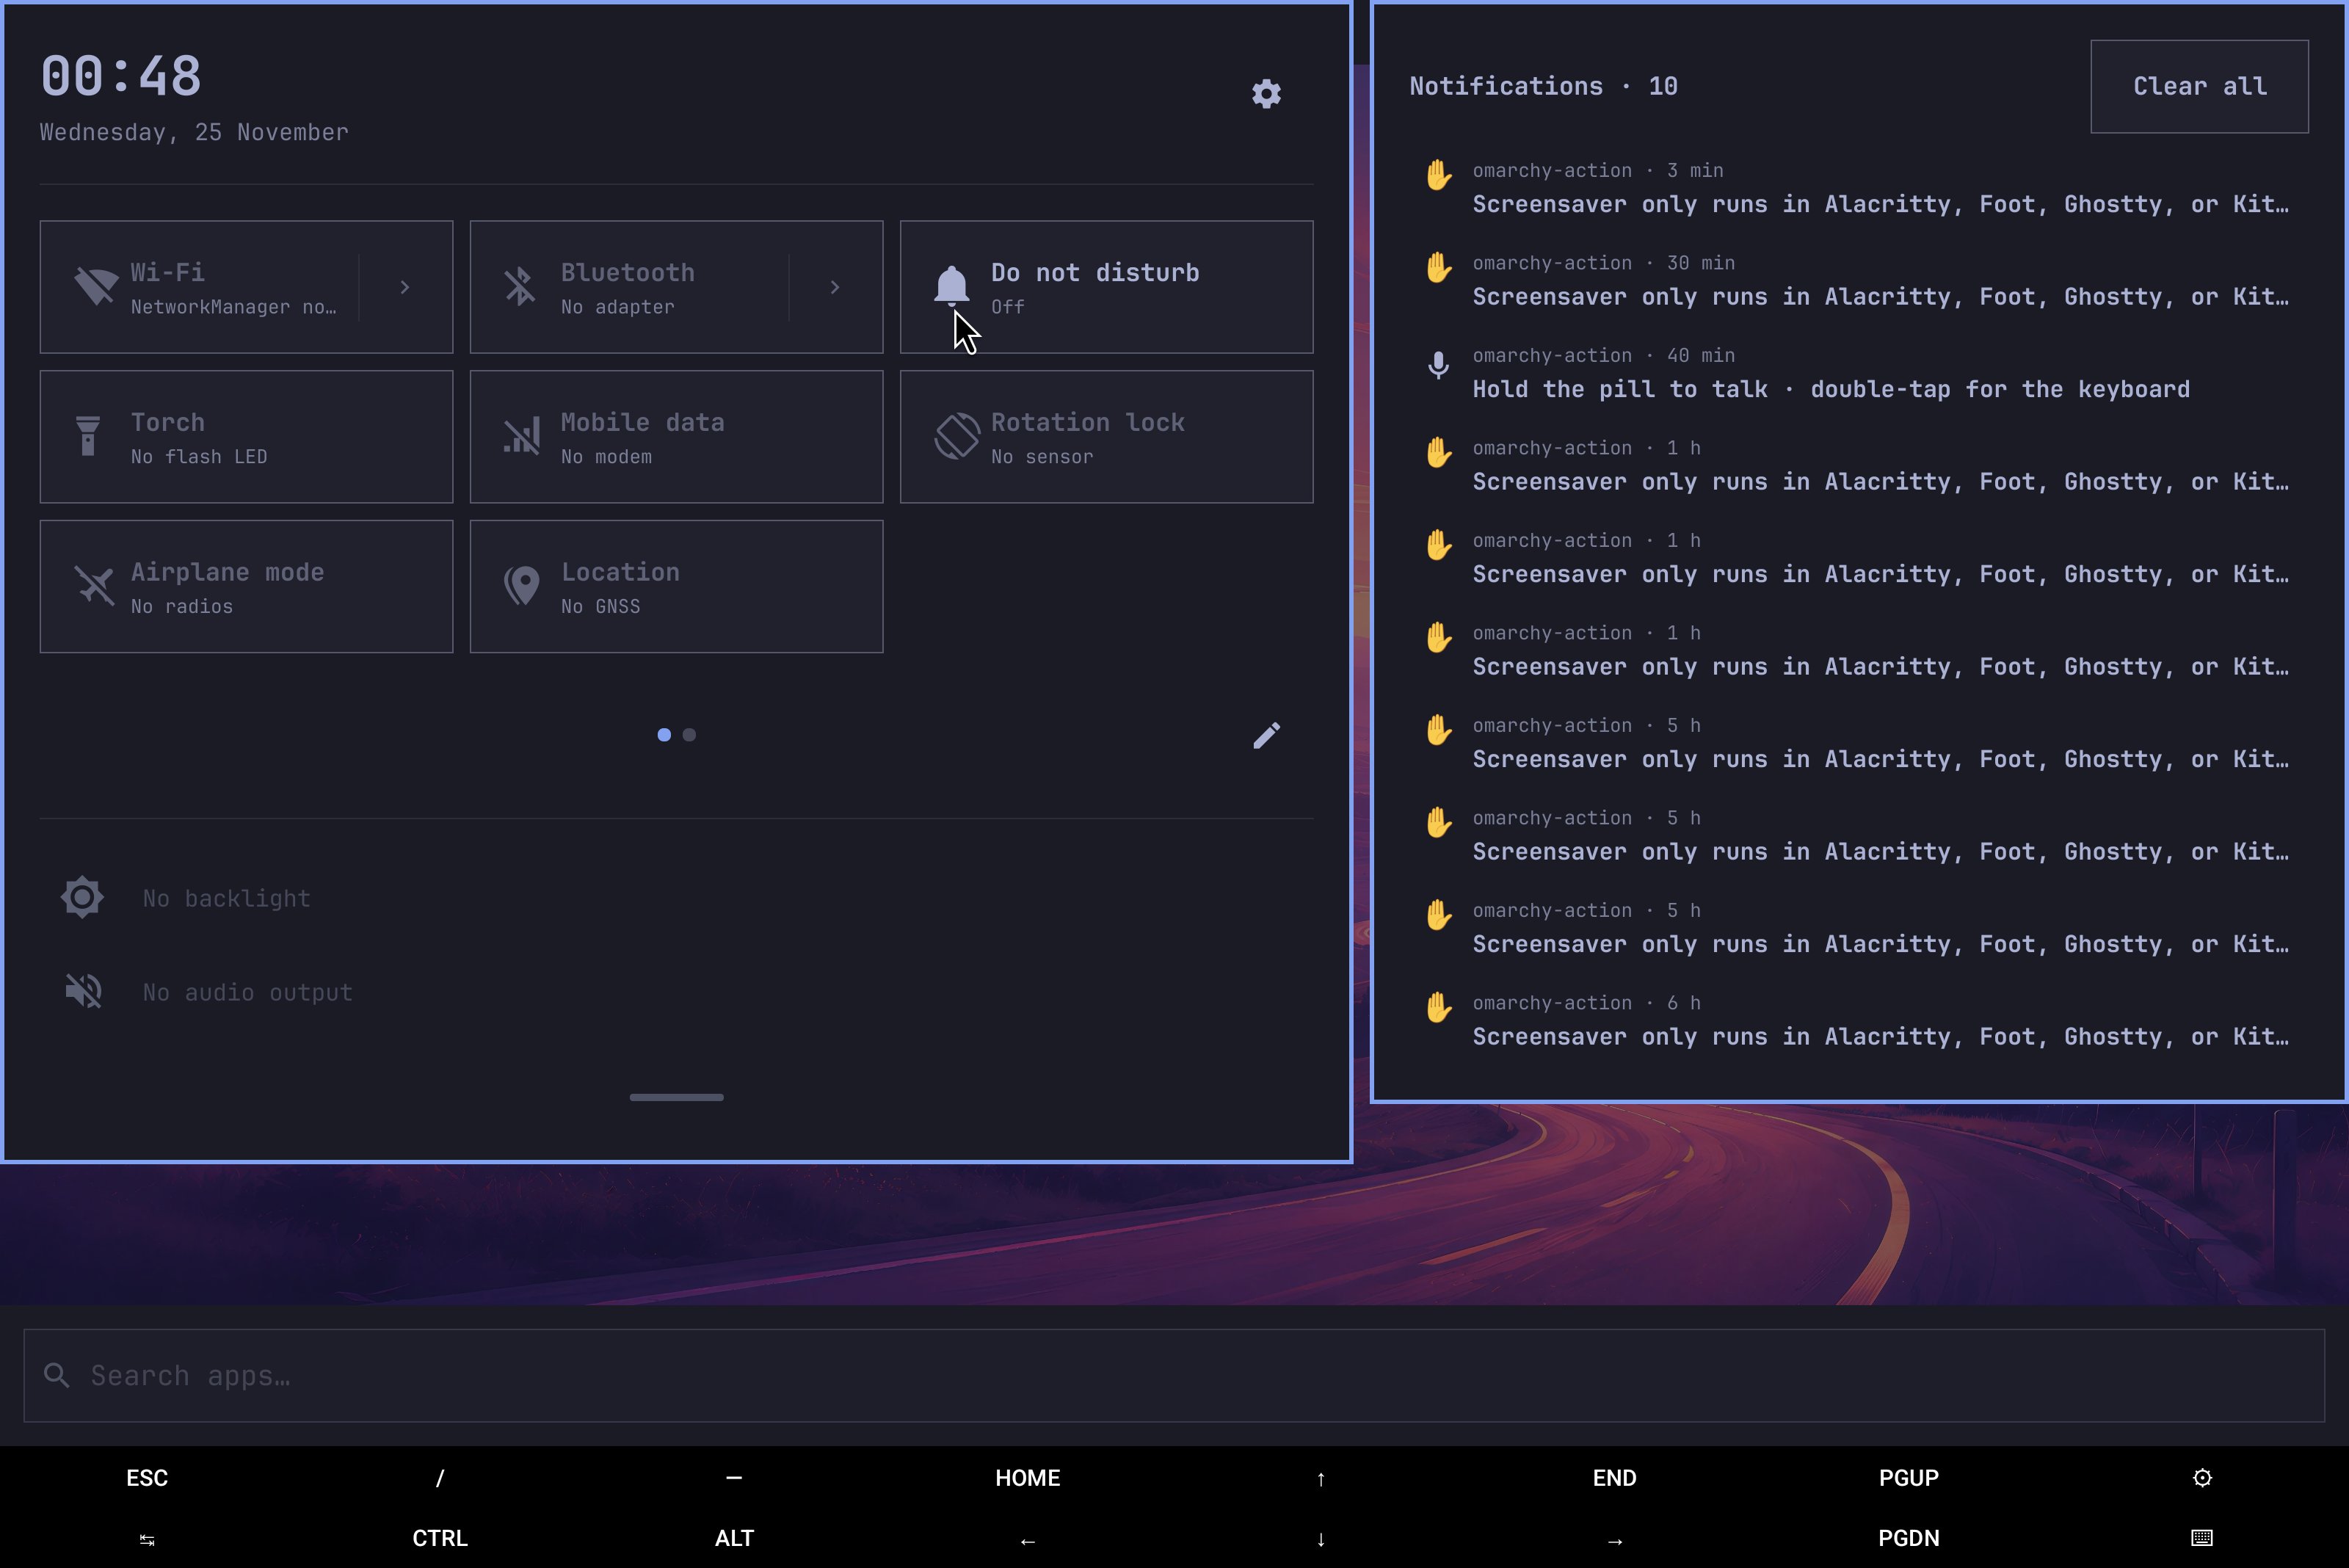 00:48
Wednesday, 25 November
Wi-Fi
NetworkManager no…
Bluetooth
No adapter
Do not disturb
Off
Torch
No flash LED
Mobile data
No modem
Rotation lock
No sensor
Airplane mode
No radios
Location
No GNSS
No backlight
No audio output
Notifications · 10
Clear all
omarchy-action · 3 min
Screensaver only runs in Alacritty, Foot, Ghostty, or Kit…
omarchy-action · 30 min
Screensaver only runs in Alacritty, Foot, Ghostty, or Kit…
omarchy-action · 40 min
Hold the pill to talk · double-tap for the keyboard
omarchy-action · 1 h
Screensaver only runs in Alacritty, Foot, Ghostty, or Kit…
omarchy-action · 1 h
Screensaver only runs in Alacritty, Foot, Ghostty, or Kit…
omarchy-action · 1 h
Screensaver only runs in Alacritty, Foot, Ghostty, or Kit…
omarchy-action · 5 h
Screensaver only runs in Alacritty, Foot, Ghostty, or Kit…
omarchy-action · 5 h
Screensaver only runs in Alacritty, Foot, Ghostty, or Kit…
omarchy-action · 5 h
Screensaver only runs in Alacritty, Foot, Ghostty, or Kit…
omarchy-action · 6 h
Screensaver only runs in Alacritty, Foot, Ghostty, or Kit…
Search apps…
ESC / — HOME ↑ END PGUP
↹ CTRL ALT ← ↓ → PGDN